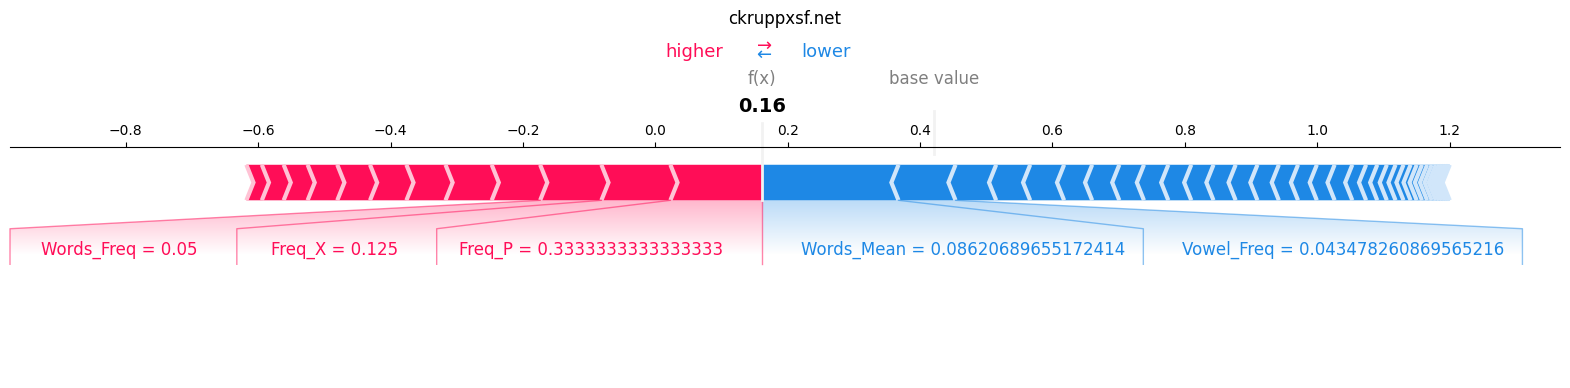 ckruppxsf.net
higher → ← lower
f(x) base value
0.16
−0.8 −0.6 −0.4 −0.2 0.0 0.2 0.4 0.6 0.8 1.0 1.2
Words_Freq = 0.05 Freq_X = 0.125 Freq_P = 0.3333333333333333 Words_Mean = 0.08620689655172414 Vowel_Freq = 0.043478260869565216